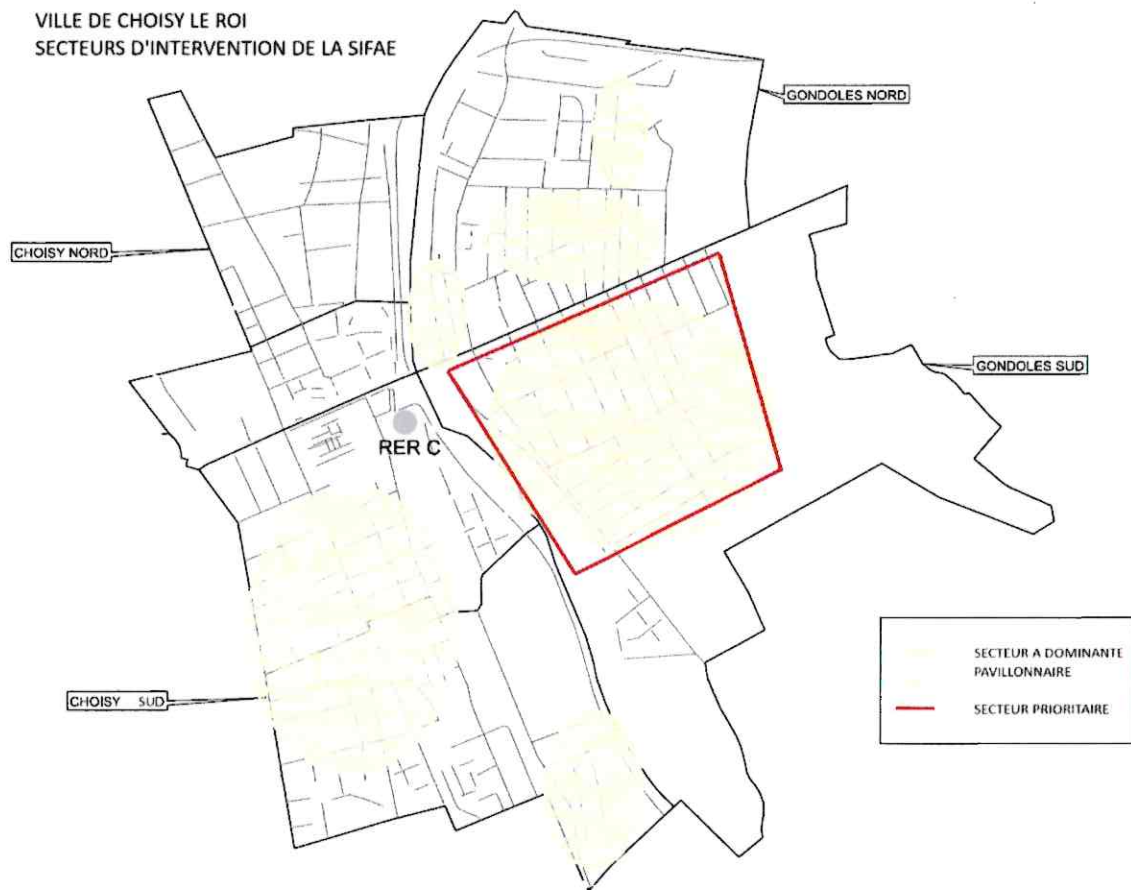 VILLE DE CHOISY LE ROI
SECTEURS D'INTERVENTION DE LA SIFAE
GONDOLES NORD
CHOISY NORD
GONDOLES SUD
RER C
CHOISY SUD
SECTEUR A DOMINANTE
PAVILLONNAIRE
SECTEUR PRIORITAIRE